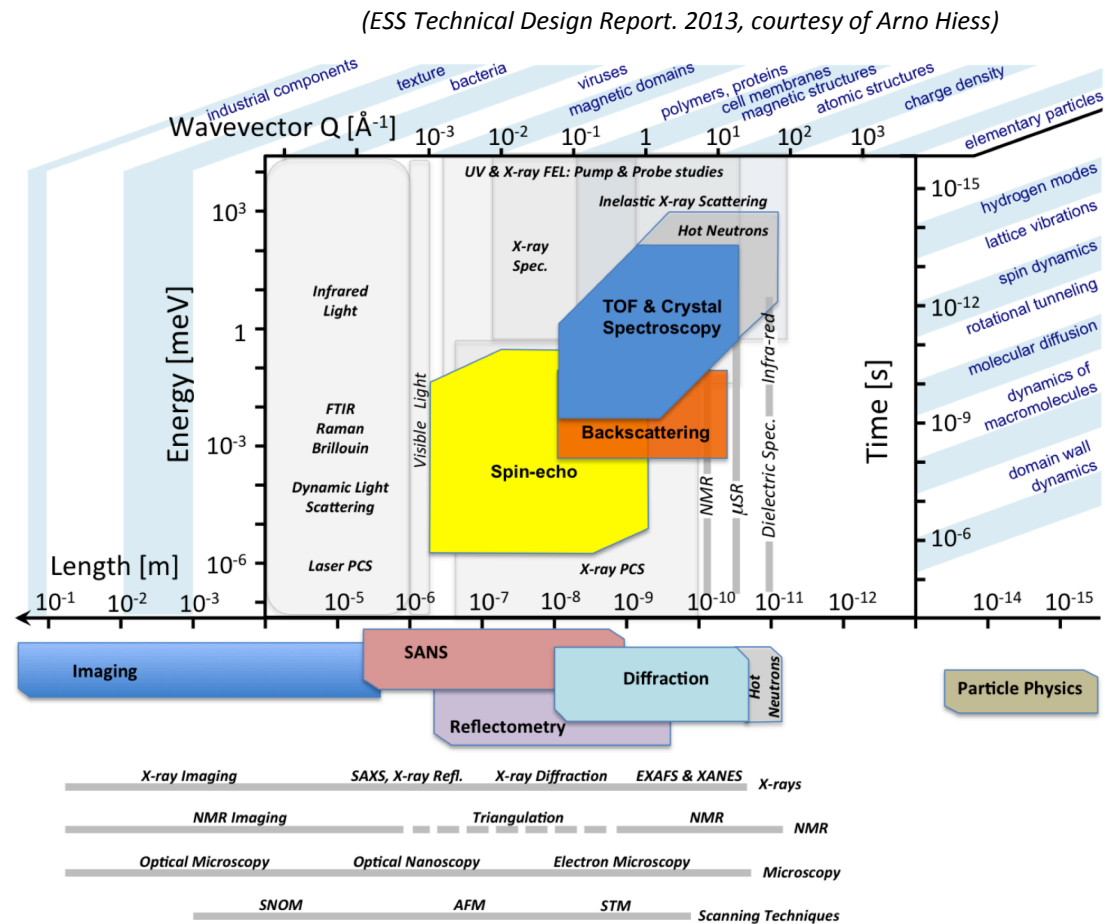 (ESS Technical Design Report. 2013, courtesy of Arno Hiess)
industrial components
texture
bacteria
viruses
magnetic domains
polymers, proteins
cell membranes
magnetic structures
atomic structures
charge density
elementary particles
Wavevector Q [Å-1]
10-3 10-2 10-1 1 101 102 103
UV & X-ray FEL: Pump & Probe studies
Inelastic X-ray Scattering
Hot Neutrons
X-ray
Spec.
Infrared
Light
TOF & Crystal
Spectroscopy
FTIR
Raman
Brillouin
Visible Light
Backscattering
Spin-echo
Dynamic Light
Scattering
Laser PCS
X-ray PCS
NMR
μSR
Dielectric Spec.
Infra-red
Energy [meV]
103
1
10-3
10-6
Time [s]
10-15
10-12
10-9
10-6
hydrogen modes
lattice vibrations
spin dynamics
rotational tunneling
molecular diffusion
dynamics of
macromolecules
domain wall
dynamics
Length [m]
10-1 10-2 10-3 10-5 10-6 10-7 10-8 10-9 10-10 10-11 10-12 10-14 10-15
Imaging
SANS
Diffraction
Hot
Neutrons
Reflectometry
Particle Physics
X-ray Imaging SAXS, X-ray Refl. X-ray Diffraction EXAFS & XANES X-rays
NMR Imaging Triangulation NMR NMR
Optical Microscopy Optical Nanoscopy Electron Microscopy Microscopy
SNOM AFM STM Scanning Techniques